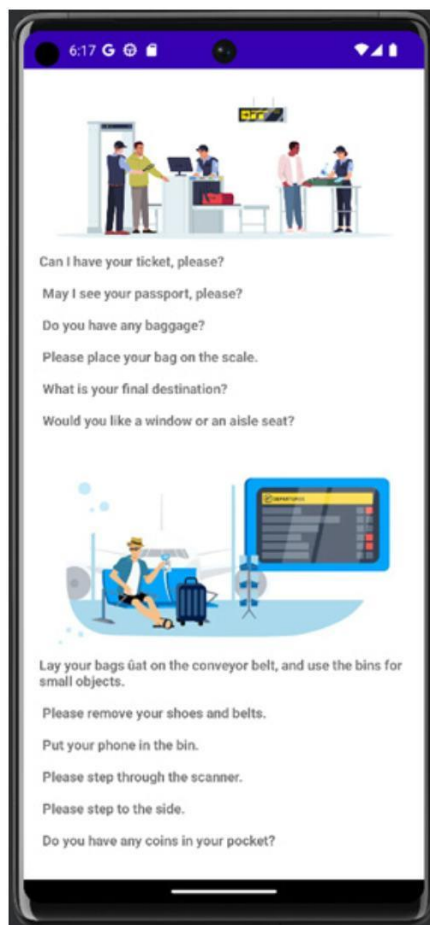 6:17 G
Can I have your ticket, please?
May I see your passport, please?
Do you have any baggage?
Please place your bag on the scale.
What is your final destination?
Would you like a window or an aisle seat?
DEPARTURES
Lay your bags ûat on the conveyor belt, and use the bins for
small objects.
Please remove your shoes and belts.
Put your phone in the bin.
Please step through the scanner.
Please step to the side.
Do you have any coins in your pocket?